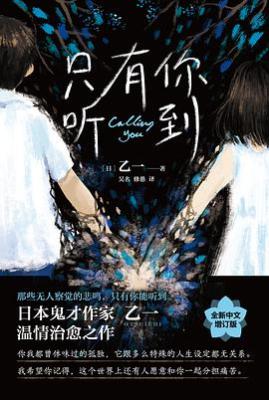 只有你
听到
Calling
you
[日] 乙一 著
吴名 穆惠 译
那些无人察觉的悲鸣,只有你能听到
日本鬼才作家 乙一
温情治愈之作
全新中文
增订版
你我都曾体味过的孤独,它跟多么特殊的人生设定都无关系。
我希望你记得,这个世界上还有人愿意和你一起分担痛苦。